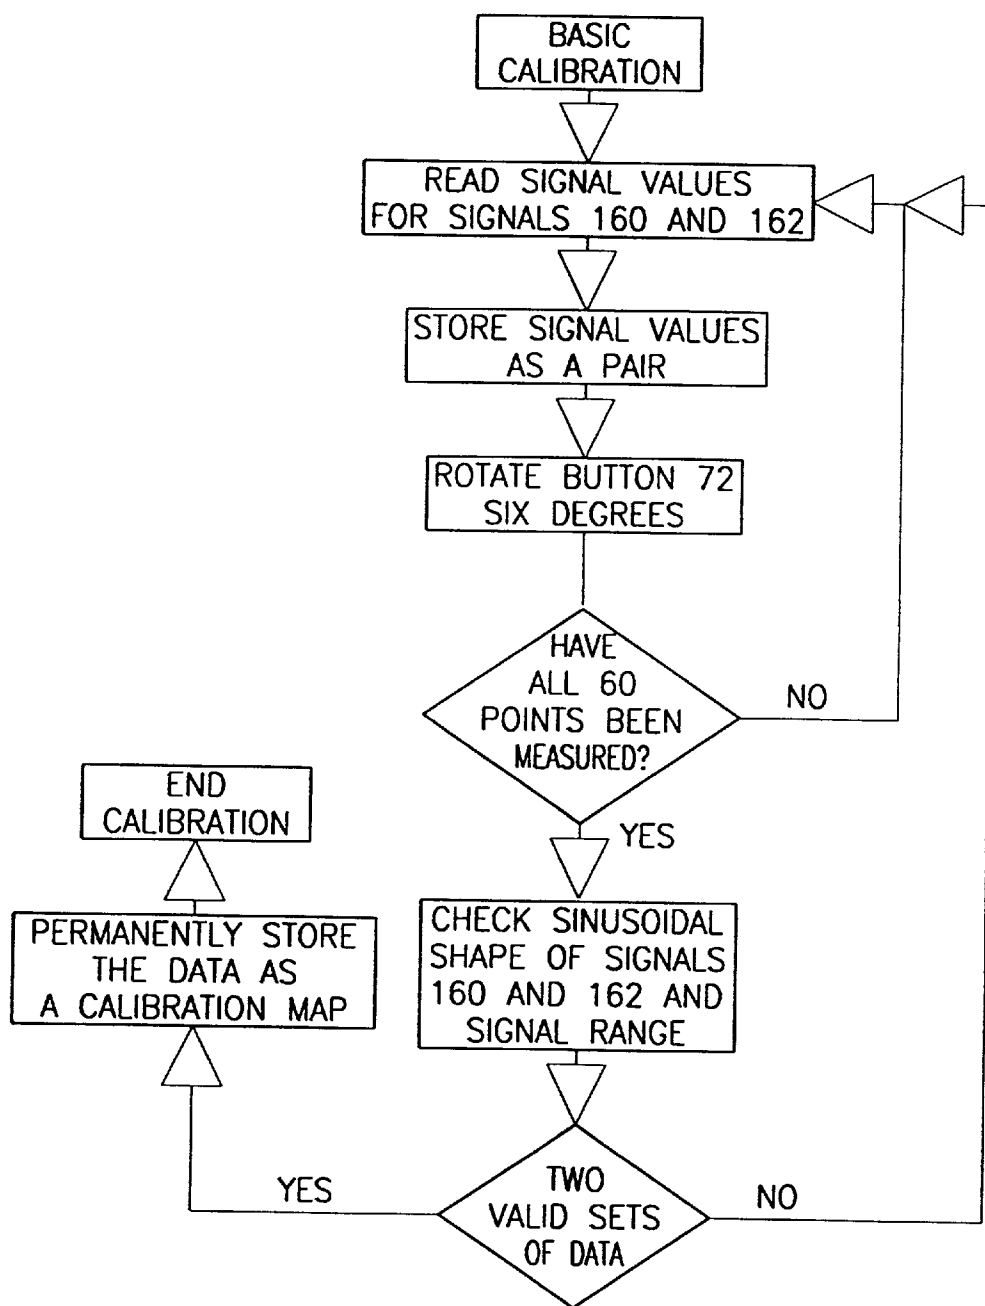 BASIC
CALIBRATION
READ SIGNAL VALUES
FOR SIGNALS 160 AND 162
STORE SIGNAL VALUES
AS A PAIR
ROTATE BUTTON 72
SIX DEGREES
HAVE
ALL 60
POINTS BEEN
MEASURED?
NO
YES
CHECK SINUSOIDAL
SHAPE OF SIGNALS
160 AND 162 AND
SIGNAL RANGE
TWO
VALID SETS
OF DATA
NO
YES
PERMANENTLY STORE
THE DATA AS
A CALIBRATION MAP
END
CALIBRATION